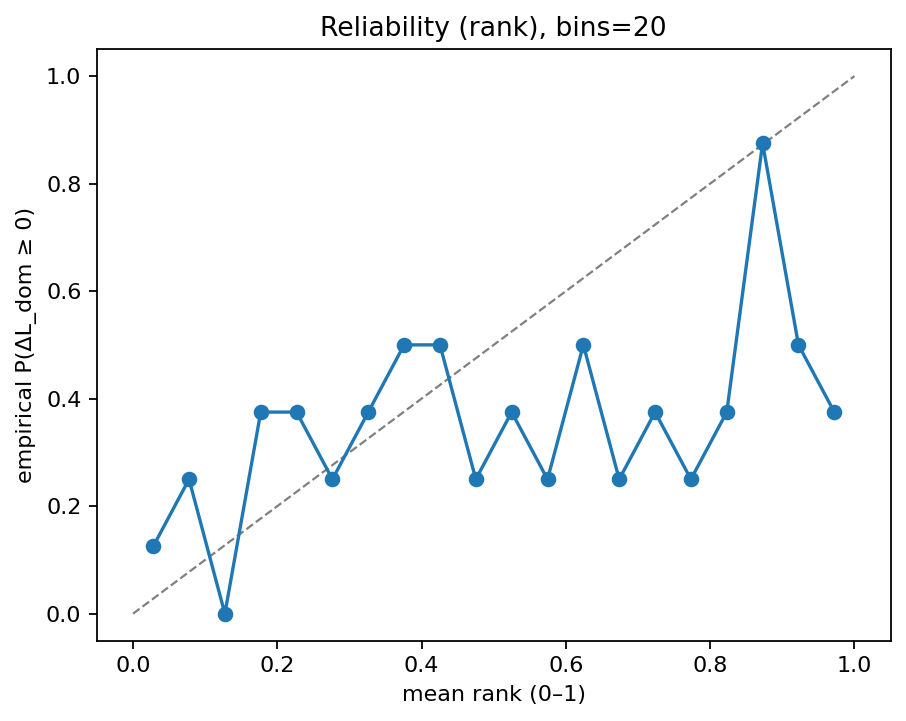 Reliability (rank), bins=20
empirical P(ΔL_dom ≥ 0)
1.0
0.8
0.6
0.4
0.2
0.0
0.0 0.2 0.4 0.6 0.8 1.0
mean rank (0–1)